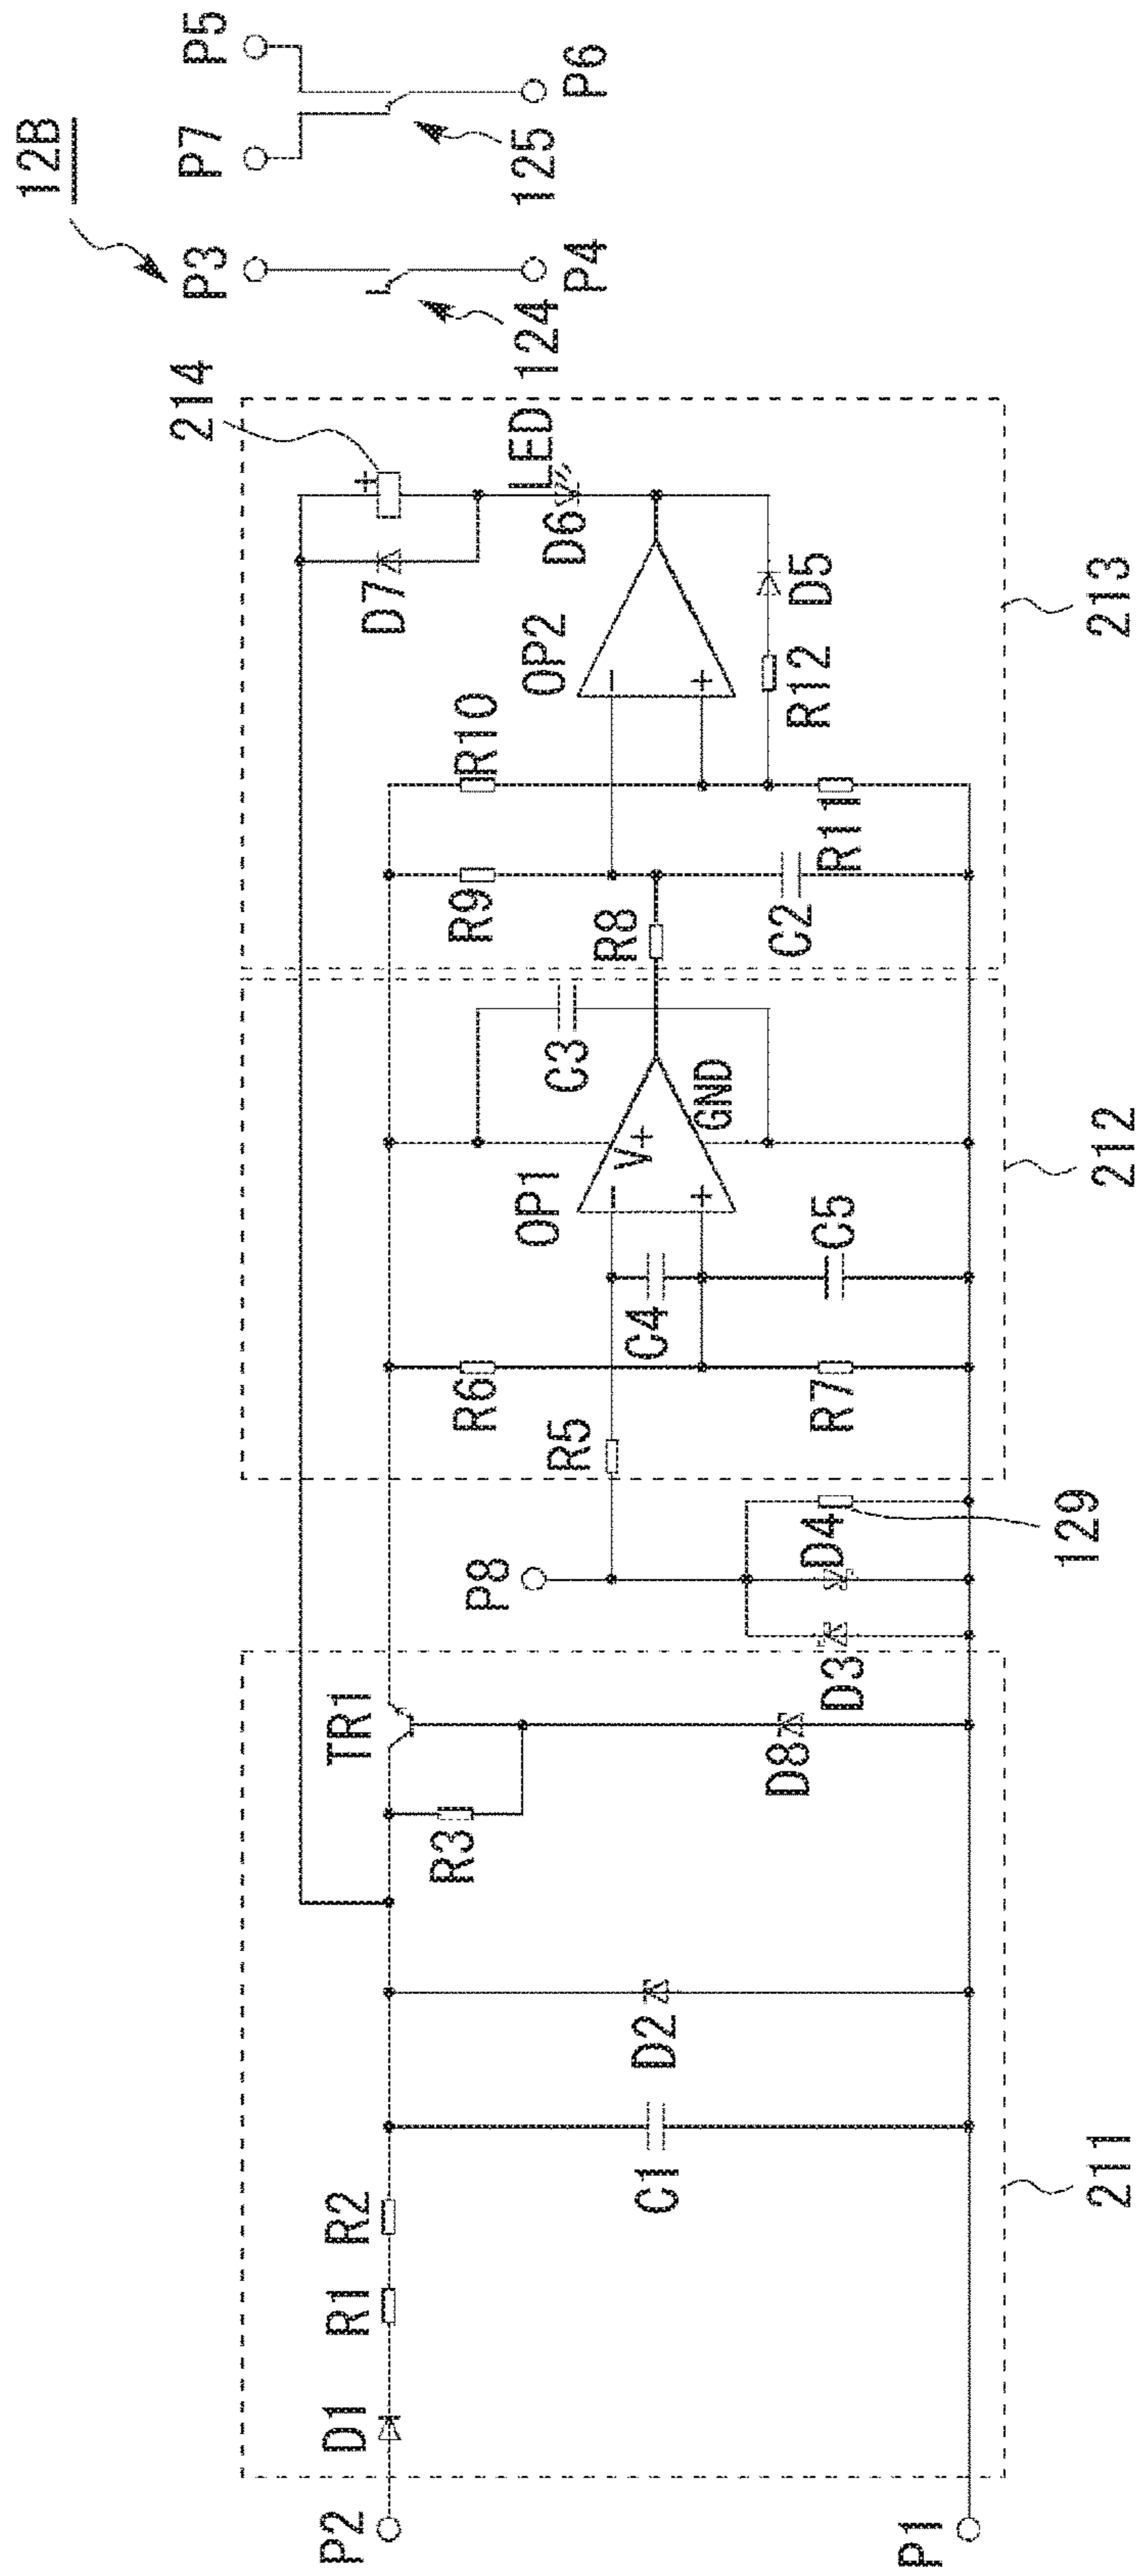 12B
P3
P7
P5
P4
P6
124
125
214
D7
LED
D6
OP2
D5
R12
R10
R9
R11
R8
C2
213
C3
OP1
V+
GND
-
+
-
+
+
C4
C5
R6
R7
R5
212
P8
D4
129
D3
TR1
R3
D8
D2
C1
R2
R1
D1
211
P2
P1